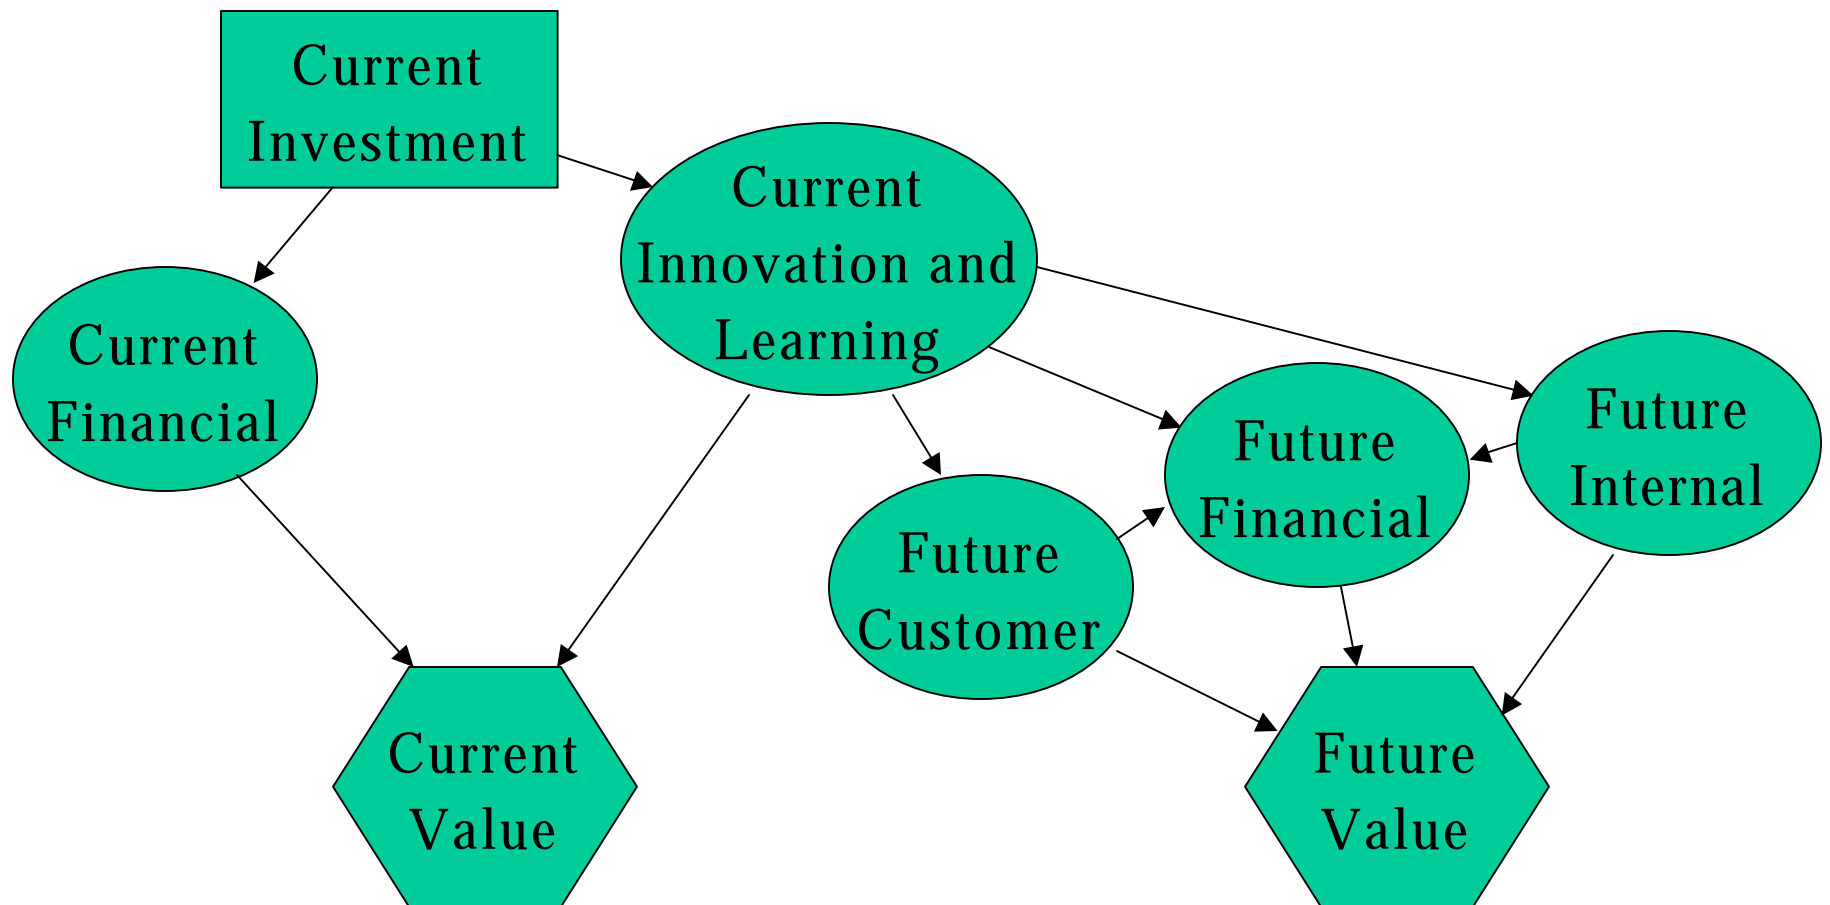 Current
Investment
Current
Innovation and
Learning
Current
Financial
Future
Internal
Future
Financial
Future
Customer
Current
Value
Future
Value